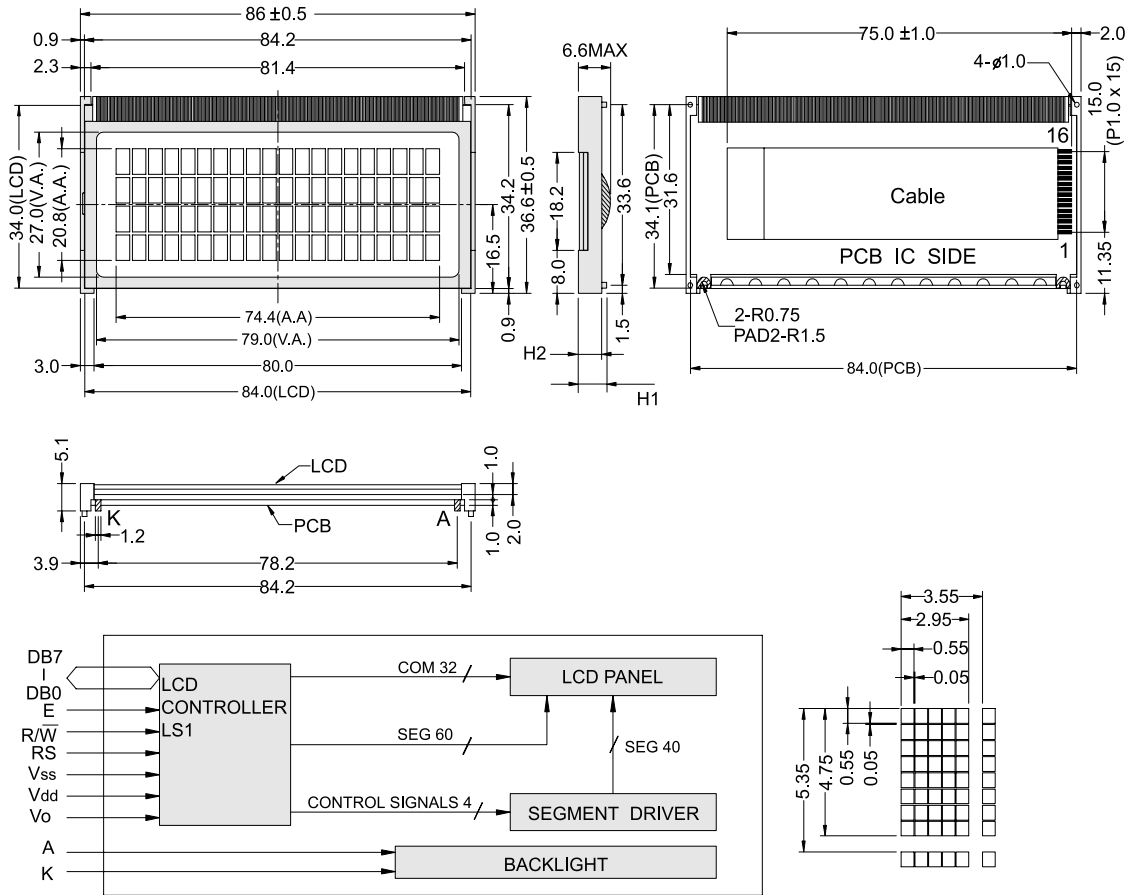 86 ±0.5
0.9
84.2
2.3
81.4
34.0(LCD)
27.0(V.A.)
20.8(A.A.)
34.2
36.6±0.5
16.5
0.9
74.4(A.A)
79.0(V.A.)
3.0
80.0
84.0(LCD)
6.6MAX
18.2
8.0
33.6
1.5
H2
H1
75.0 ±1.0
2.0
4-ø1.0
15.0
(P1.0 x 15)
34.1(PCB)
31.6
16
Cable
1
PCB IC SIDE
11.35
2-R0.75
PAD2-R1.5
84.0(PCB)
5.1
LCD
1.0
K
PCB
A
1.2
1.0
2.0
3.9
78.2
84.2
DB7
DB0
E
R/W̅
RS
Vss
Vdd
Vo
A
K
LCD
CONTROLLER
LS1
COM 32
LCD PANEL
SEG 60
SEG 40
CONTROL SIGNALS 4
SEGMENT DRIVER
BACKLIGHT
3.55
2.95
0.55
0.05
5.35
4.75
0.55
0.05